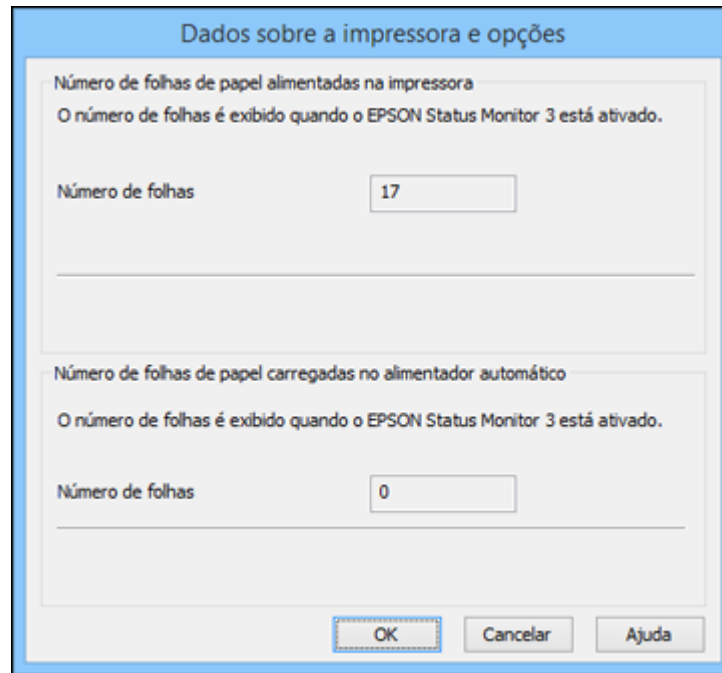 Dados sobre a impressora e opções
Número de folhas de papel alimentadas na impressora
O número de folhas é exibido quando o EPSON Status Monitor 3 está ativado.
Número de folhas 17
Número de folhas de papel carregadas no alimentador automático
O número de folhas é exibido quando o EPSON Status Monitor 3 está ativado.
Número de folhas 0
OK Cancelar Ajuda